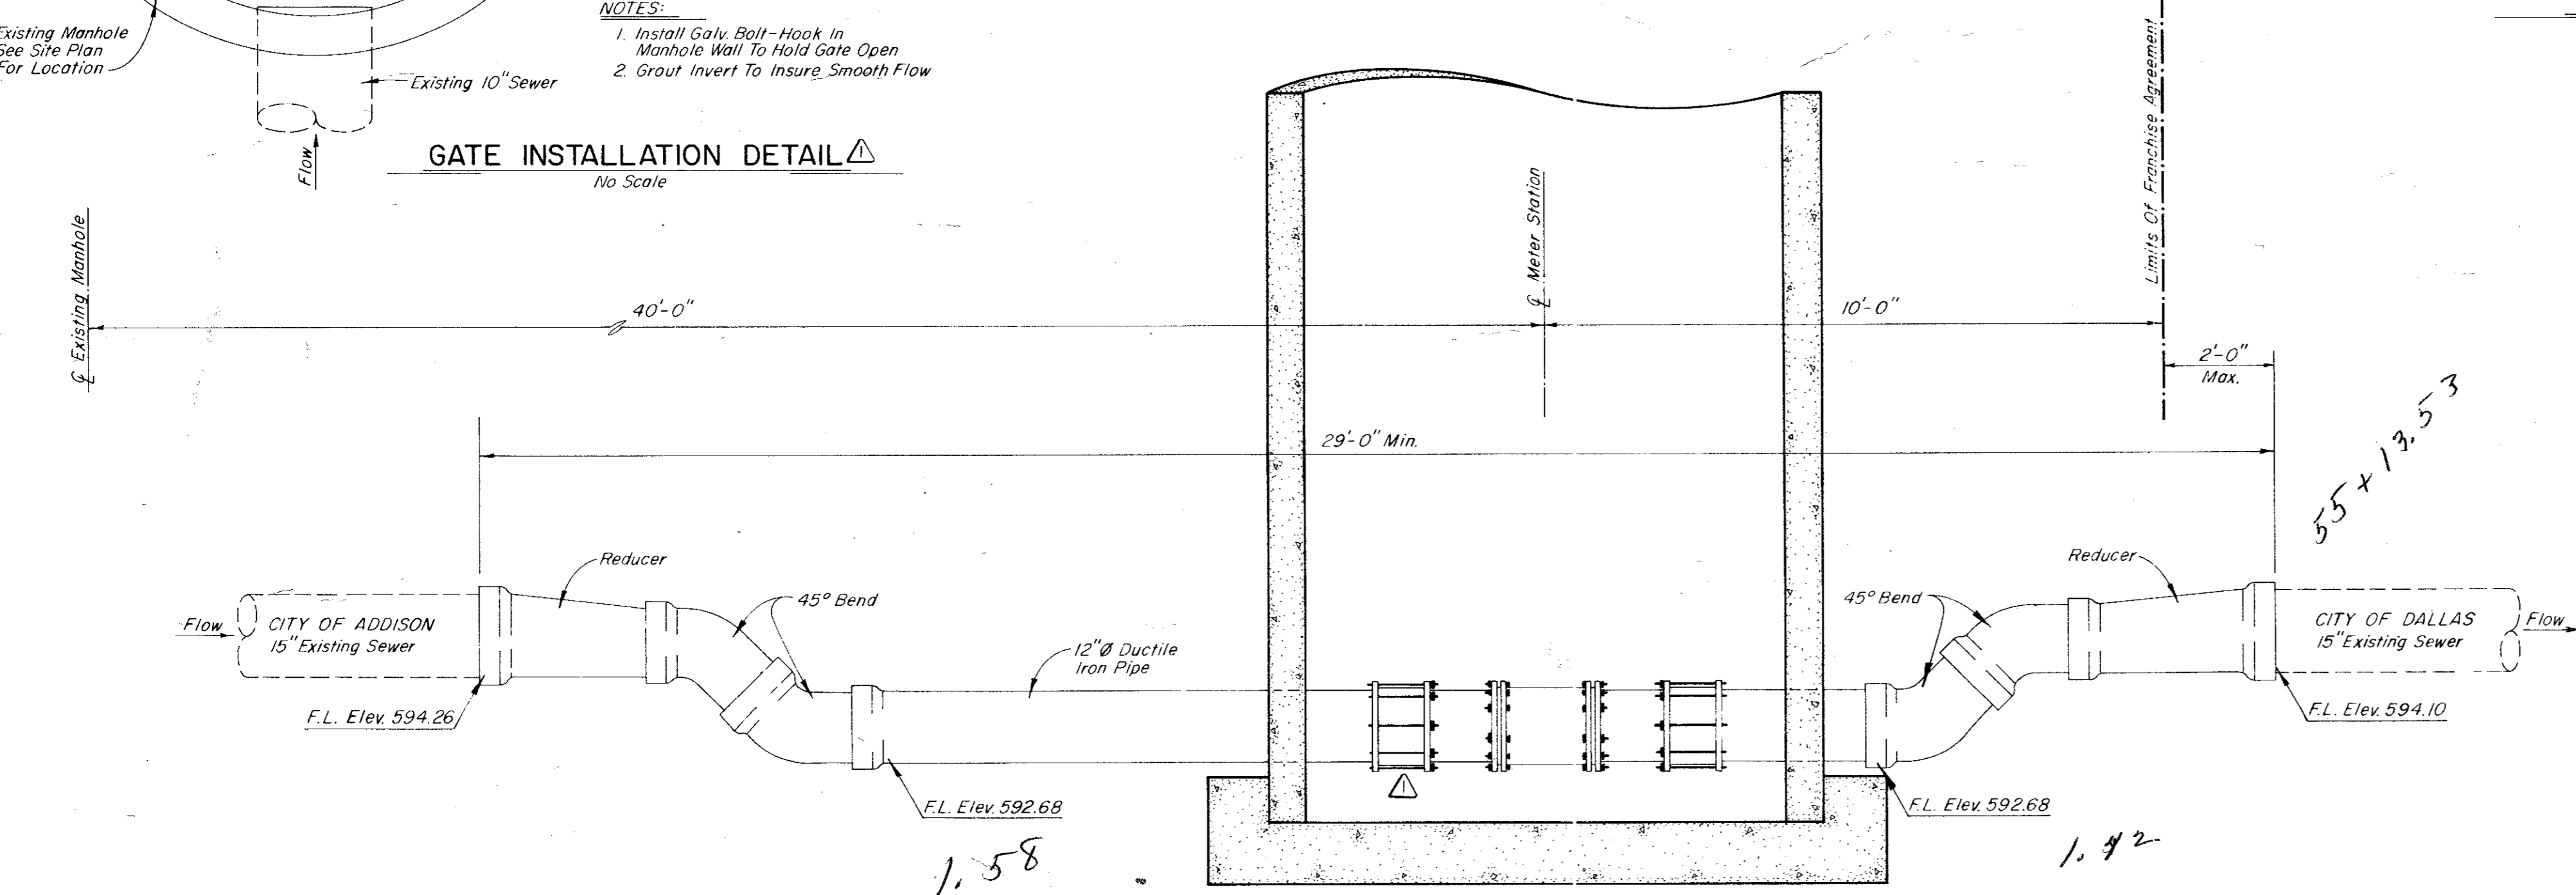 Existing Manhole
See Site Plan
For Location
Existing 10" Sewer
Flow
NOTES:
1. Install Galv. Bolt-Hook In
Manhole Wall To Hold Gate Open
2. Grout Invert To Insure Smooth Flow
GATE INSTALLATION DETAIL 1
No Scale
℄ Existing Manhole
40'-0"
℄ Meter Station
10'-0"
Limits Of Franchise Agreement
2'-0"
Max.
29'-0" Min.
55 x 13.53
Flow
CITY OF ADDISON
15" Existing Sewer
Reducer
45° Bend
12"Ø Ductile
Iron Pipe
45° Bend
Reducer
CITY OF DALLAS
15" Existing Sewer
Flow
F.L. Elev. 594.26
F.L. Elev. 592.68
1
F.L. Elev. 592.68
F.L. Elev. 594.10
1.58
1.42